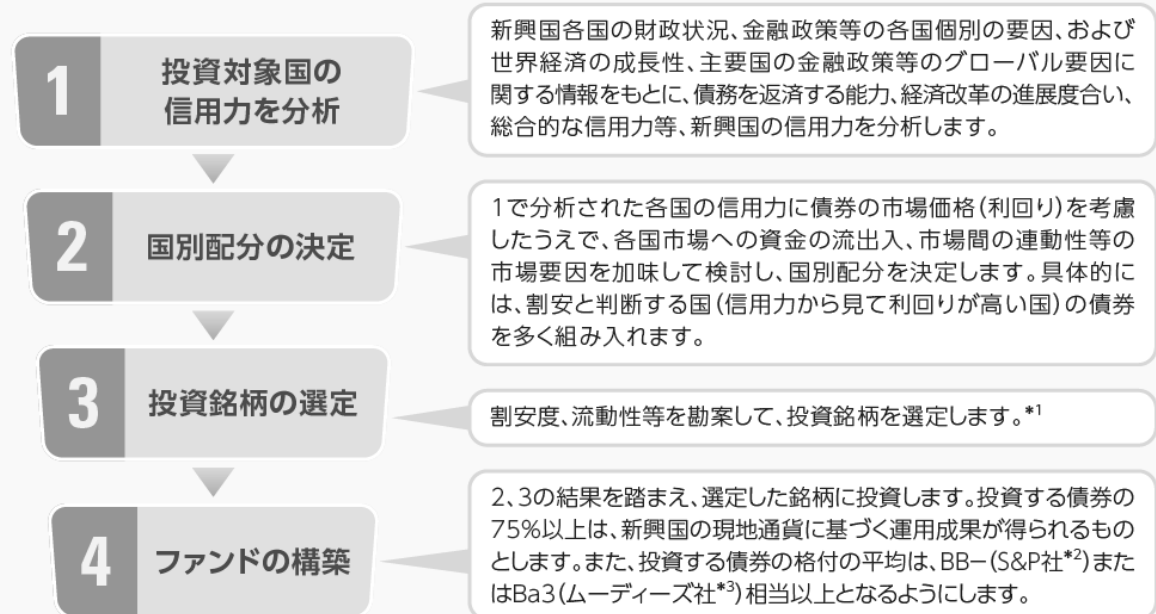 1
投資対象国の
信用力を分析
新興国各国の財政状況、金融政策等の各国個別の要因、および
世界経済の成長性、主要国の金融政策等のグローバル要因に
関する情報をもとに、債務を返済する能力、経済改革の進展度合い、
総合的な信用力等、新興国の信用力を分析します。
2
国別配分の決定
1で分析された各国の信用力に債券の市場価格(利回り)を考慮
したうえで、各国市場への資金の流出入、市場間の連動性等の
市場要因を加味して検討し、国別配分を決定します。具体的に
は、割安と判断する国(信用力から見て利回りが高い国)の債券
を多く組み入れます。
3
投資銘柄の選定
割安度、流動性等を勘案して、投資銘柄を選定します。*1
4
ファンドの構築
2、3の結果を踏まえ、選定した銘柄に投資します。投資する債券の
75%以上は、新興国の現地通貨に基づく運用成果が得られるもの
とします。また、投資する債券の格付の平均は、BB−(S&P社*2)また
はBa3(ムーディーズ社*3)相当以上となるようにします。